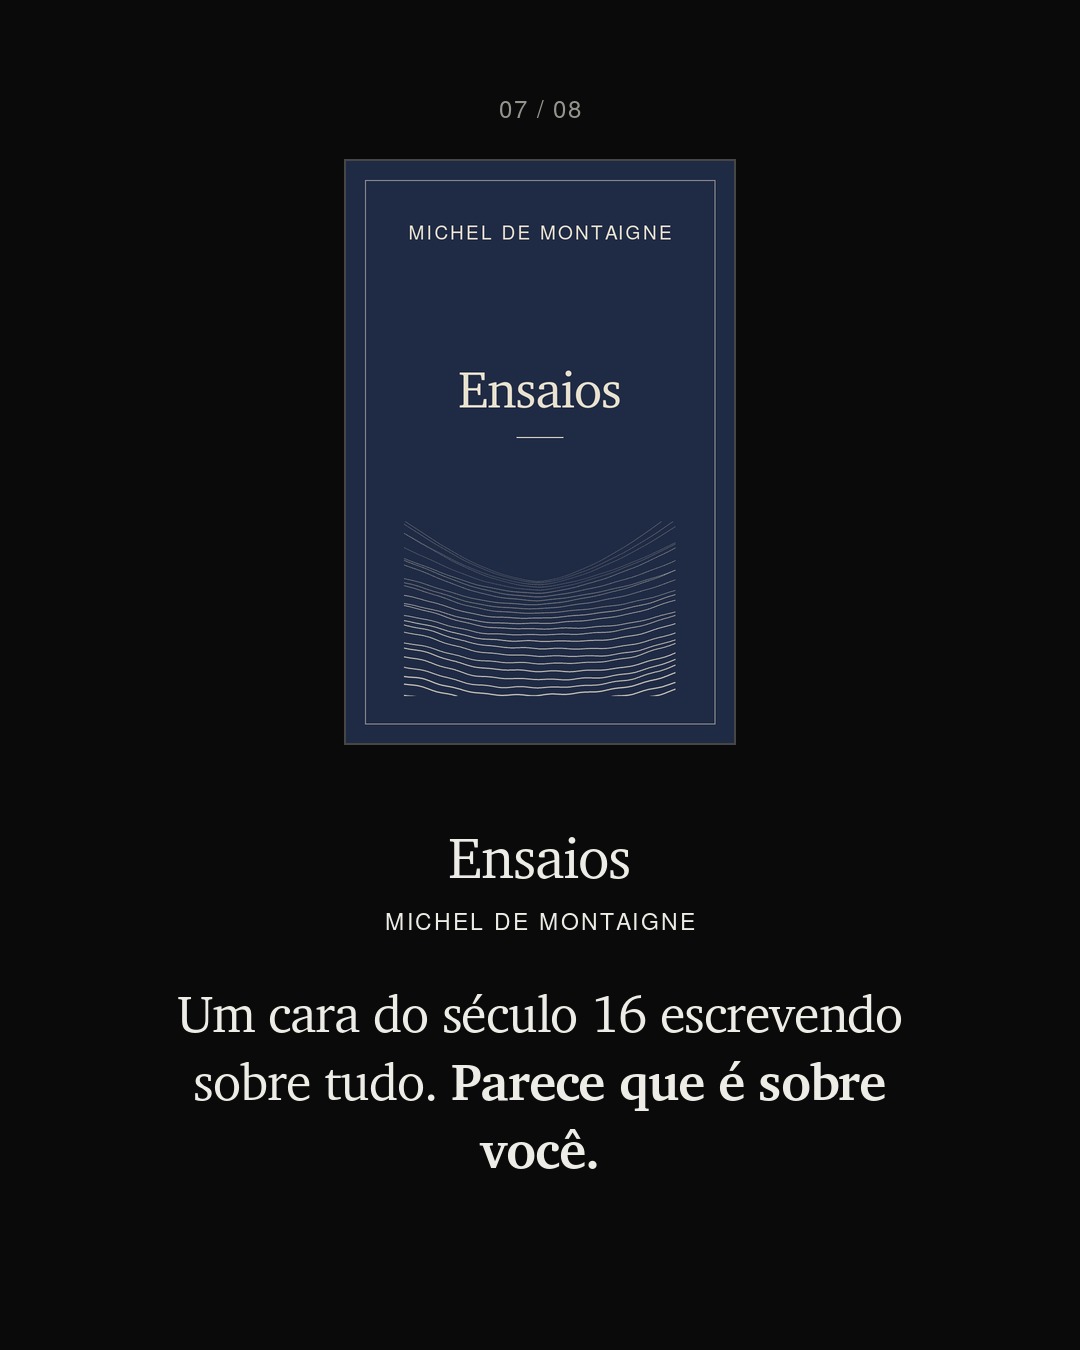 07 / 08
MICHEL DE MONTAIGNE
Ensaios
Ensaios
MICHEL DE MONTAIGNE
Um cara do século 16 escrevendo
sobre tudo. Parece que é sobre
você.